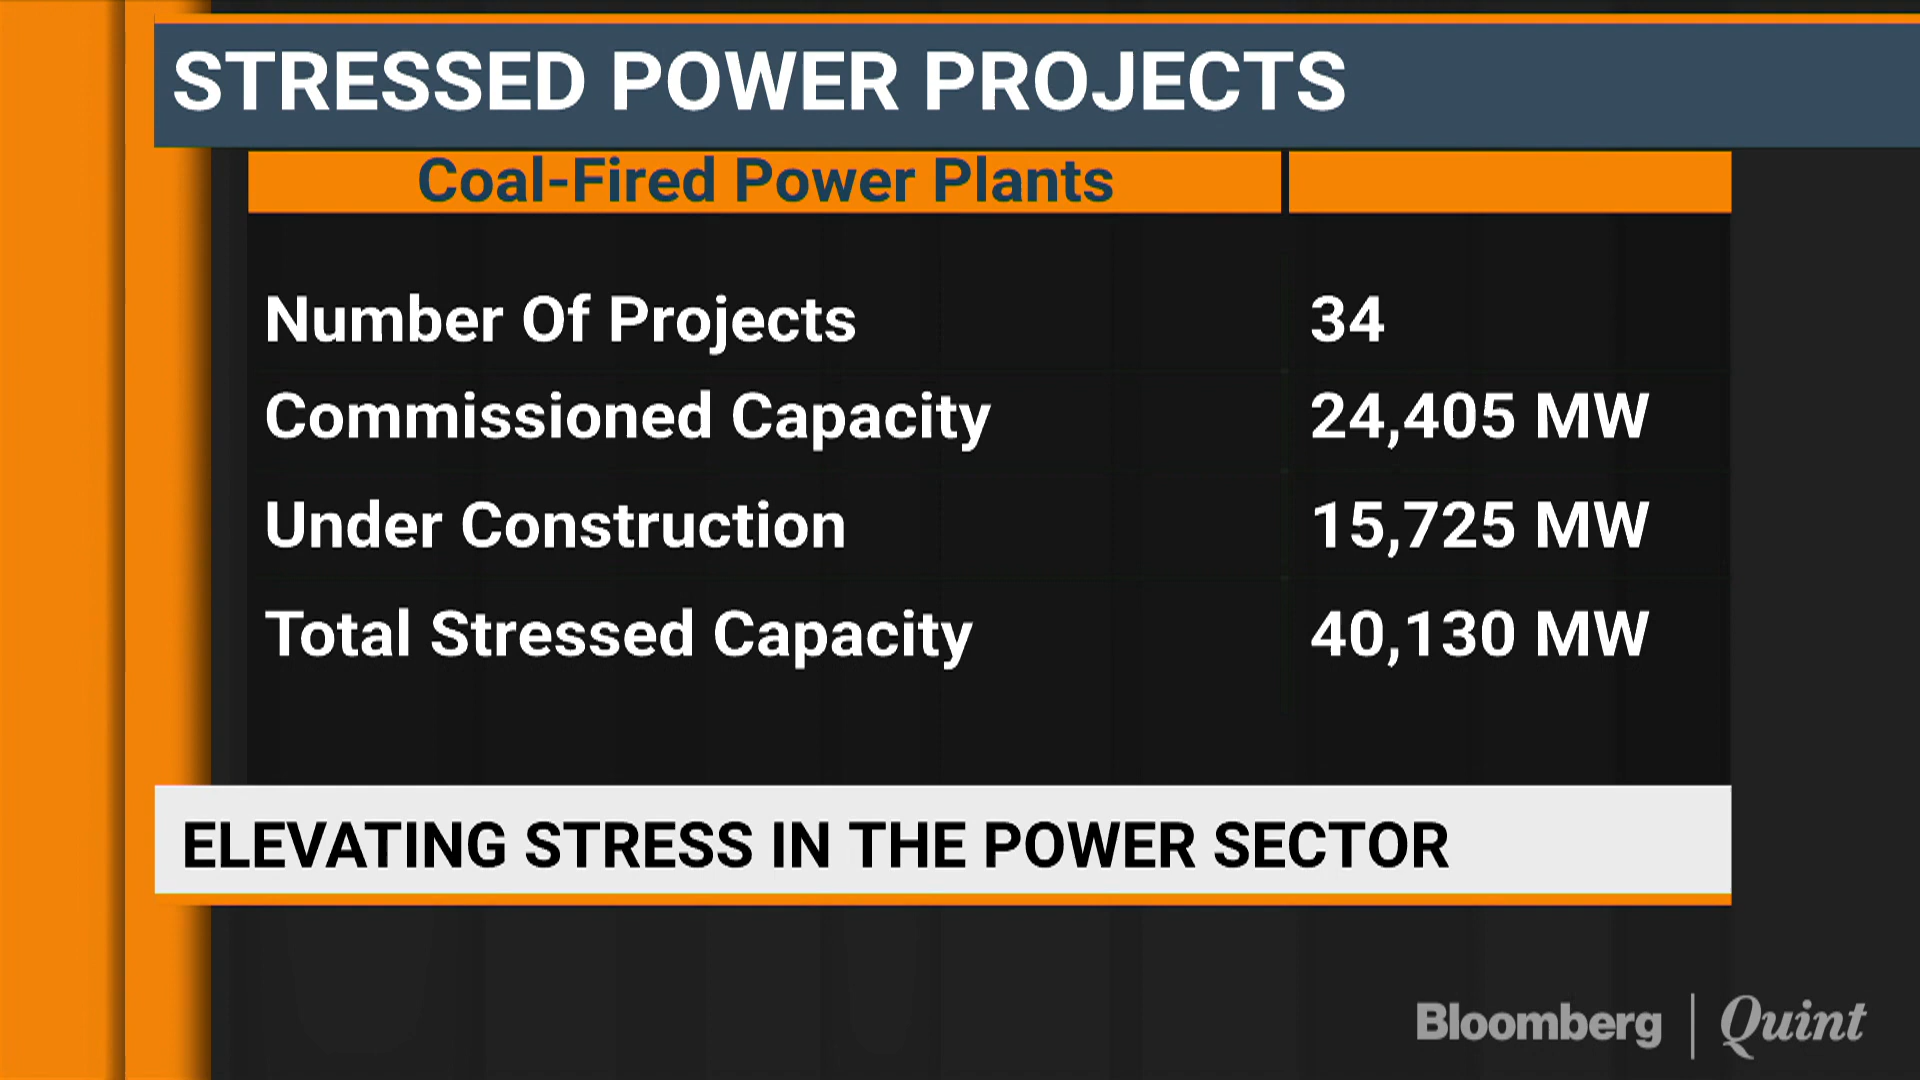 STRESSED POWER PROJECTS
Coal-Fired Power Plants
Number Of Projects 34
Commissioned Capacity 24,405 MW
Under Construction 15,725 MW
Total Stressed Capacity 40,130 MW
ELEVATING STRESS IN THE POWER SECTOR
Bloomberg | Quint